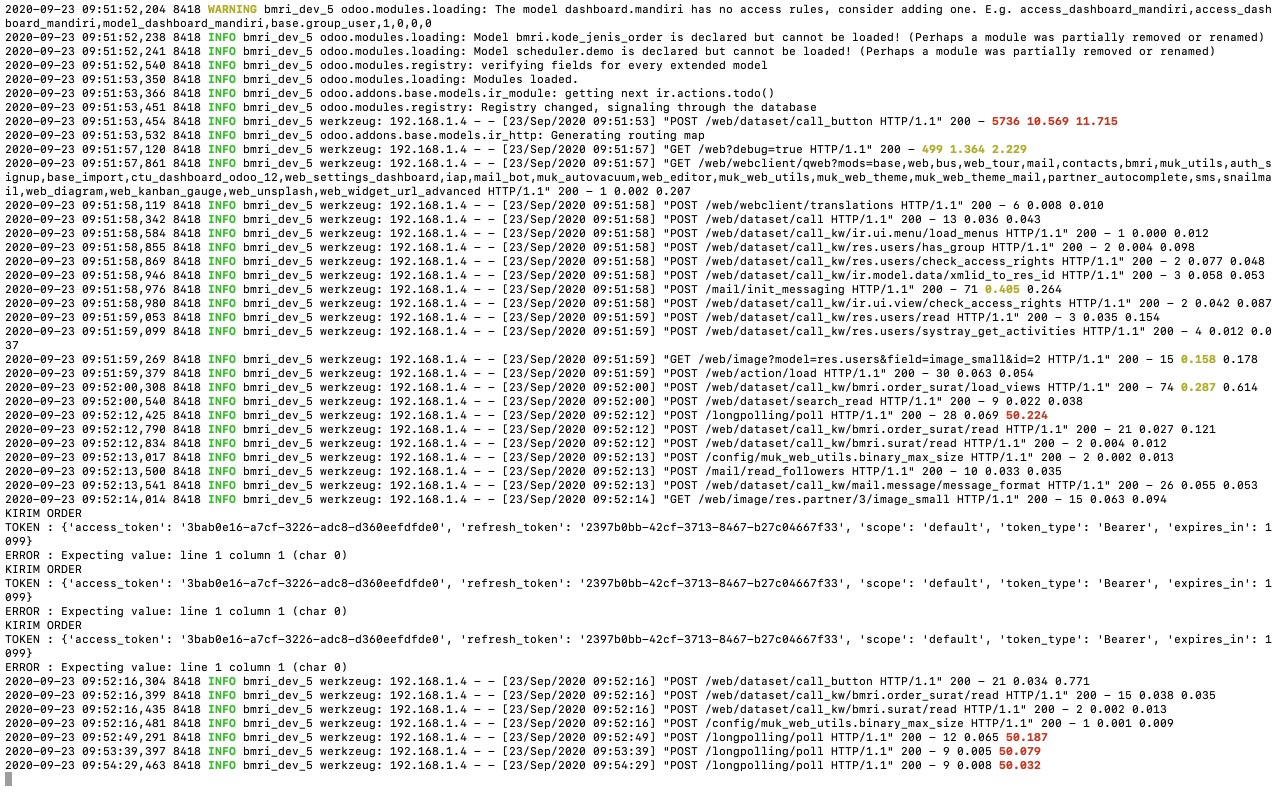 2020-09-23 09:51:52,204 8418 WARNING bmri_dev_5 odoo.modules.loading: The model dashboard.mandiri has no access rules, consider adding one. E.g. access_dashboard_mandiri,access_dash
board_mandiri,model_dashboard_mandiri,base.group_user,1,0,0,0
2020-09-23 09:51:52,238 8418 INFO bmri_dev_5 odoo.modules.loading: Model bmri.kode_jenis_order is declared but cannot be loaded! (Perhaps a module was partially removed or renamed)
2020-09-23 09:51:52,241 8418 INFO bmri_dev_5 odoo.modules.loading: Model scheduler.demo is declared but cannot be loaded! (Perhaps a module was partially removed or renamed)
2020-09-23 09:51:52,540 8418 INFO bmri_dev_5 odoo.modules.registry: verifying fields for every extended model
2020-09-23 09:51:53,350 8418 INFO bmri_dev_5 odoo.modules.loading: Modules loaded.
2020-09-23 09:51:53,366 8418 INFO bmri_dev_5 odoo.addons.base.models.ir_module: getting next ir.actions.todo()
2020-09-23 09:51:53,451 8418 INFO bmri_dev_5 odoo.modules.registry: Registry changed, signaling through the database
2020-09-23 09:51:53,454 8418 INFO bmri_dev_5 werkzeug: 192.168.1.4 - - [23/Sep/2020 09:51:53] "POST /web/dataset/call_button HTTP/1.1" 200 - 5736 10.569 11.715
2020-09-23 09:51:53,532 8418 INFO bmri_dev_5 odoo.addons.base.models.ir_http: Generating routing map
2020-09-23 09:51:57,120 8418 INFO bmri_dev_5 werkzeug: 192.168.1.4 - - [23/Sep/2020 09:51:57] "GET /web?debug=true HTTP/1.1" 200 - 499 1.364 2.229
2020-09-23 09:51:57,861 8418 INFO bmri_dev_5 werkzeug: 192.168.1.4 - - [23/Sep/2020 09:51:57] "GET /web/webclient/qweb?mods=base,web,bus,web_tour,mail,contacts,bmri,muk_utils,auth_s
ignup,base_import,ctu_dashboard_odoo_12,web_settings_dashboard,iap,mail_bot,muk_autovacuum,web_editor,muk_web_utils,muk_web_theme,muk_web_theme_mail,partner_autocomplete,sms,snailma
il,web_diagram,web_kanban_gauge,web_unsplash,web_widget_url_advanced HTTP/1.1" 200 - 1 0.002 0.207
2020-09-23 09:51:58,119 8418 INFO bmri_dev_5 werkzeug: 192.168.1.4 - - [23/Sep/2020 09:51:58] "POST /web/webclient/translations HTTP/1.1" 200 - 6 0.008 0.010
2020-09-23 09:51:58,342 8418 INFO bmri_dev_5 werkzeug: 192.168.1.4 - - [23/Sep/2020 09:51:58] "POST /web/dataset/call HTTP/1.1" 200 - 13 0.036 0.043
2020-09-23 09:51:58,584 8418 INFO bmri_dev_5 werkzeug: 192.168.1.4 - - [23/Sep/2020 09:51:58] "POST /web/dataset/call_kw/ir.ui.menu/load_menus HTTP/1.1" 200 - 1 0.000 0.012
2020-09-23 09:51:58,855 8418 INFO bmri_dev_5 werkzeug: 192.168.1.4 - - [23/Sep/2020 09:51:58] "POST /web/dataset/call_kw/res.users/has_group HTTP/1.1" 200 - 2 0.004 0.098
2020-09-23 09:51:58,869 8418 INFO bmri_dev_5 werkzeug: 192.168.1.4 - - [23/Sep/2020 09:51:58] "POST /web/dataset/call_kw/res.users/check_access_rights HTTP/1.1" 200 - 2 0.077 0.048
2020-09-23 09:51:58,946 8418 INFO bmri_dev_5 werkzeug: 192.168.1.4 - - [23/Sep/2020 09:51:58] "POST /web/dataset/call_kw/ir.model.data/xmlid_to_res_id HTTP/1.1" 200 - 3 0.058 0.053
2020-09-23 09:51:58,976 8418 INFO bmri_dev_5 werkzeug: 192.168.1.4 - - [23/Sep/2020 09:51:58] "POST /mail/init_messaging HTTP/1.1" 200 - 71 0.405 0.264
2020-09-23 09:51:58,980 8418 INFO bmri_dev_5 werkzeug: 192.168.1.4 - - [23/Sep/2020 09:51:58] "POST /web/dataset/call_kw/ir.ui.view/check_access_rights HTTP/1.1" 200 - 2 0.042 0.087
2020-09-23 09:51:59,053 8418 INFO bmri_dev_5 werkzeug: 192.168.1.4 - - [23/Sep/2020 09:51:59] "POST /web/dataset/call_kw/res.users/read HTTP/1.1" 200 - 3 0.035 0.154
2020-09-23 09:51:59,099 8418 INFO bmri_dev_5 werkzeug: 192.168.1.4 - - [23/Sep/2020 09:51:59] "POST /web/dataset/call_kw/res.users/systray_get_activities HTTP/1.1" 200 - 4 0.012 0.0
37
2020-09-23 09:51:59,269 8418 INFO bmri_dev_5 werkzeug: 192.168.1.4 - - [23/Sep/2020 09:51:59] "GET /web/image?model=res.users&field=image_small&id=2 HTTP/1.1" 200 - 15 0.158 0.178
2020-09-23 09:51:59,379 8418 INFO bmri_dev_5 werkzeug: 192.168.1.4 - - [23/Sep/2020 09:51:59] "POST /web/action/load HTTP/1.1" 200 - 30 0.063 0.054
2020-09-23 09:52:00,308 8418 INFO bmri_dev_5 werkzeug: 192.168.1.4 - - [23/Sep/2020 09:52:00] "POST /web/dataset/call_kw/bmri.order_surat/load_views HTTP/1.1" 200 - 74 0.287 0.614
2020-09-23 09:52:00,540 8418 INFO bmri_dev_5 werkzeug: 192.168.1.4 - - [23/Sep/2020 09:52:00] "POST /web/dataset/search_read HTTP/1.1" 200 - 9 0.022 0.038
2020-09-23 09:52:12,425 8418 INFO bmri_dev_5 werkzeug: 192.168.1.4 - - [23/Sep/2020 09:52:12] "POST /longpolling/poll HTTP/1.1" 200 - 28 0.069 50.224
2020-09-23 09:52:12,790 8418 INFO bmri_dev_5 werkzeug: 192.168.1.4 - - [23/Sep/2020 09:52:12] "POST /web/dataset/call_kw/bmri.order_surat/read HTTP/1.1" 200 - 21 0.027 0.121
2020-09-23 09:52:12,834 8418 INFO bmri_dev_5 werkzeug: 192.168.1.4 - - [23/Sep/2020 09:52:12] "POST /web/dataset/call_kw/bmri.surat/read HTTP/1.1" 200 - 2 0.004 0.012
2020-09-23 09:52:13,017 8418 INFO bmri_dev_5 werkzeug: 192.168.1.4 - - [23/Sep/2020 09:52:13] "POST /config/muk_web_utils.binary_max_size HTTP/1.1" 200 - 2 0.002 0.013
2020-09-23 09:52:13,500 8418 INFO bmri_dev_5 werkzeug: 192.168.1.4 - - [23/Sep/2020 09:52:13] "POST /mail/read_followers HTTP/1.1" 200 - 10 0.033 0.035
2020-09-23 09:52:13,541 8418 INFO bmri_dev_5 werkzeug: 192.168.1.4 - - [23/Sep/2020 09:52:13] "POST /web/dataset/call_kw/mail.message/message_format HTTP/1.1" 200 - 26 0.055 0.053
2020-09-23 09:52:14,014 8418 INFO bmri_dev_5 werkzeug: 192.168.1.4 - - [23/Sep/2020 09:52:14] "GET /web/image/res.partner/3/image_small HTTP/1.1" 200 - 15 0.063 0.094
KIRIM ORDER
TOKEN : {'access_token': '3bab0e16-a7cf-3226-adc8-d360eefdfde0', 'refresh_token': '2397b0bb-42cf-3713-8467-b27c04667f33', 'scope': 'default', 'token_type': 'Bearer', 'expires_in': 1
099}
ERROR : Expecting value: line 1 column 1 (char 0)
KIRIM ORDER
TOKEN : {'access_token': '3bab0e16-a7cf-3226-adc8-d360eefdfde0', 'refresh_token': '2397b0bb-42cf-3713-8467-b27c04667f33', 'scope': 'default', 'token_type': 'Bearer', 'expires_in': 1
099}
ERROR : Expecting value: line 1 column 1 (char 0)
KIRIM ORDER
TOKEN : {'access_token': '3bab0e16-a7cf-3226-adc8-d360eefdfde0', 'refresh_token': '2397b0bb-42cf-3713-8467-b27c04667f33', 'scope': 'default', 'token_type': 'Bearer', 'expires_in': 1
099}
ERROR : Expecting value: line 1 column 1 (char 0)
2020-09-23 09:52:16,304 8418 INFO bmri_dev_5 werkzeug: 192.168.1.4 - - [23/Sep/2020 09:52:16] "POST /web/dataset/call_button HTTP/1.1" 200 - 21 0.034 0.771
2020-09-23 09:52:16,399 8418 INFO bmri_dev_5 werkzeug: 192.168.1.4 - - [23/Sep/2020 09:52:16] "POST /web/dataset/call_kw/bmri.order_surat/read HTTP/1.1" 200 - 15 0.038 0.035
2020-09-23 09:52:16,435 8418 INFO bmri_dev_5 werkzeug: 192.168.1.4 - - [23/Sep/2020 09:52:16] "POST /web/dataset/call_kw/bmri.surat/read HTTP/1.1" 200 - 2 0.002 0.013
2020-09-23 09:52:16,481 8418 INFO bmri_dev_5 werkzeug: 192.168.1.4 - - [23/Sep/2020 09:52:16] "POST /config/muk_web_utils.binary_max_size HTTP/1.1" 200 - 1 0.001 0.009
2020-09-23 09:52:49,291 8418 INFO bmri_dev_5 werkzeug: 192.168.1.4 - - [23/Sep/2020 09:52:49] "POST /longpolling/poll HTTP/1.1" 200 - 12 0.065 50.187
2020-09-23 09:53:39,397 8418 INFO bmri_dev_5 werkzeug: 192.168.1.4 - - [23/Sep/2020 09:53:39] "POST /longpolling/poll HTTP/1.1" 200 - 9 0.005 50.079
2020-09-23 09:54:29,463 8418 INFO bmri_dev_5 werkzeug: 192.168.1.4 - - [23/Sep/2020 09:54:29] "POST /longpolling/poll HTTP/1.1" 200 - 9 0.008 50.032